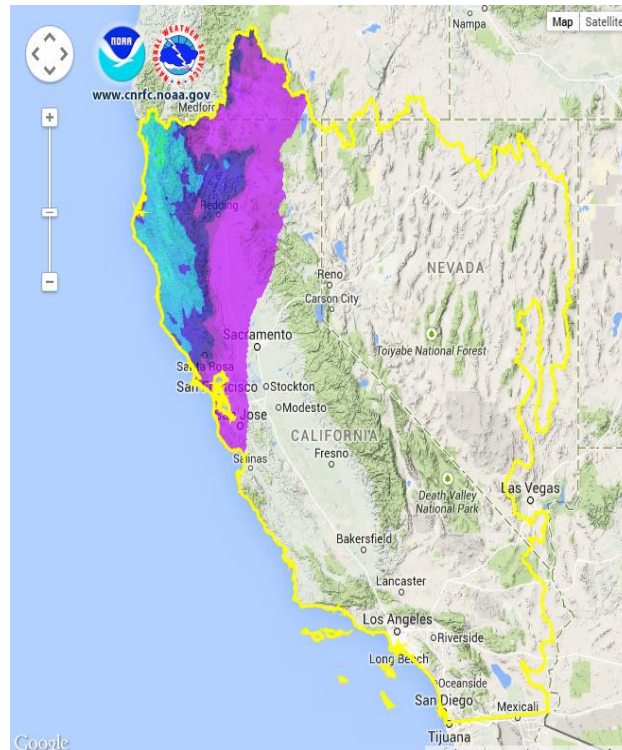 Nampa
Map
Satellite
NOAA
NATIONAL WEATHER SERVICE
www.cnrfc.noaa.gov
Medford
Redding
Reno
NEVADA
Carson City
Toiyabe National Forest
Sacramento
Santa Rosa
San Francisco
Stockton
Modesto
Jose
CALIFORNIA
Salinas
Fresno
Death Valley
National Park
Las Vegas
Bakersfield
Lancaster
Los Angeles
Riverside
Long Beach
Oceanside
San Diego
Mexicali
Tijuana
Google